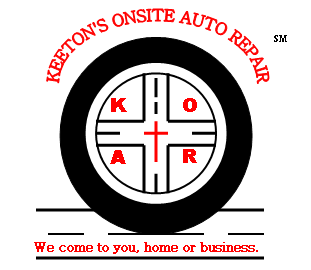 KEETON'S ONSITE AUTO REPAIR
SM
K O
A R
We come to you, home or business.